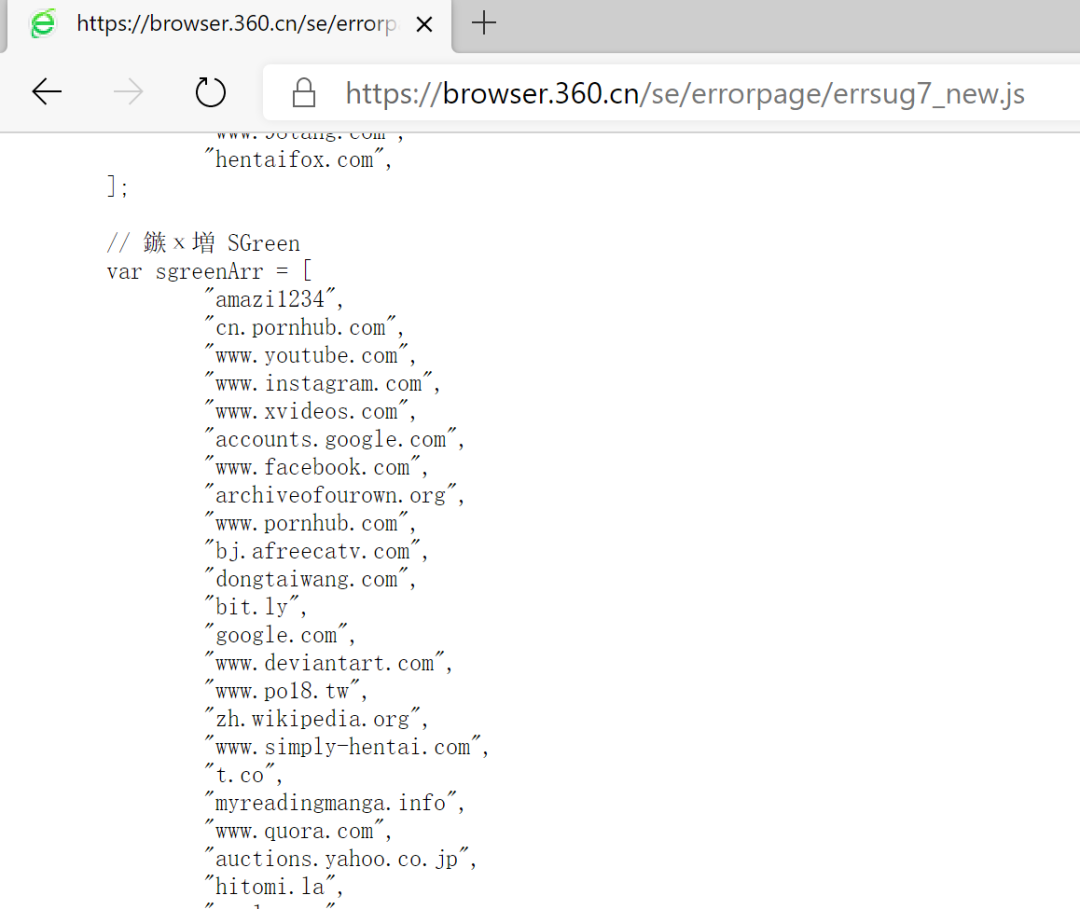 https://browser.360.cn/se/errorp
https://browser.360.cn/se/errorpage/errsug7_new.js
"hentaifox.com",
];
// 鏃ｘ増 SGreen
var sgreenArr = [
"amazi1234",
"cn.pornhub.com",
"www.youtube.com",
"www.instagram.com",
"www.xvideos.com",
"accounts.google.com",
"www.facebook.com",
"archiveofourown.org",
"www.pornhub.com",
"bj.afreecatv.com",
"dongtaiwang.com",
"bit.ly",
"google.com",
"www.deviantart.com",
"www.po18.tw",
"zh.wikipedia.org",
"www.simply-hentai.com",
"t.co",
"myreadingmanga.info",
"www.quora.com",
"auctions.yahoo.co.jp",
"hitomi.la",